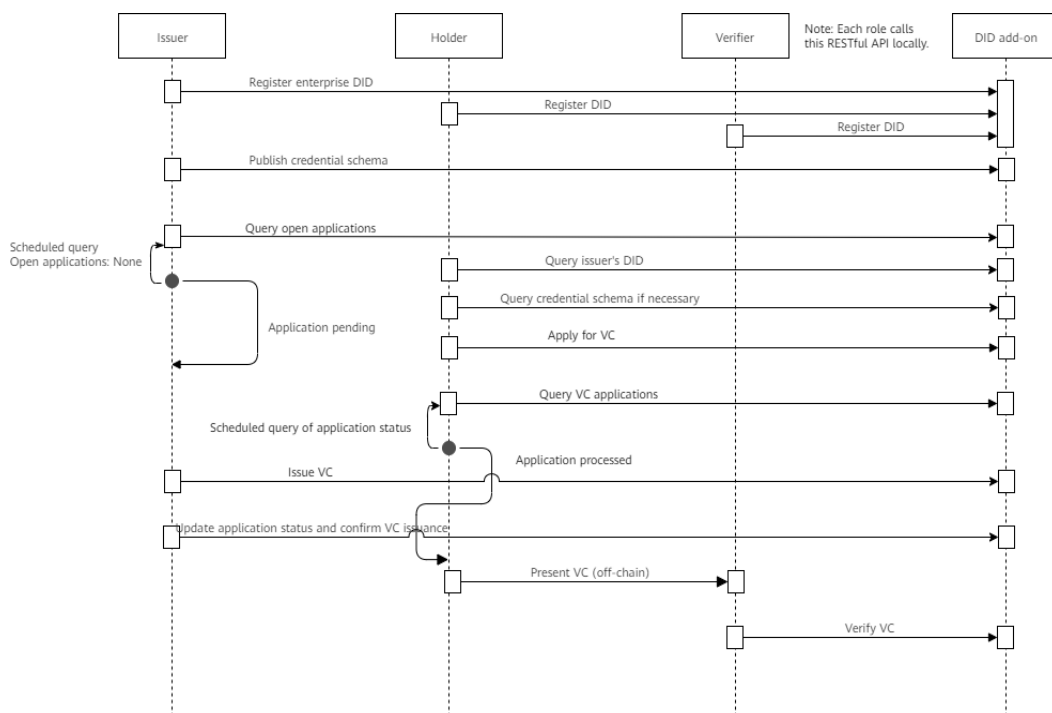 Issuer
Holder
Verifier
Note: Each role calls
this RESTful API locally.
DID add-on
Register enterprise DID
Register DID
Register DID
Publish credential schema
Query open applications
Scheduled query
Open applications: None
Query issuer's DID
Query credential schema if necessary
Application pending
Apply for VC
Query VC applications
Scheduled query of application status
Application processed
Issue VC
Update application status and confirm VC issuance
Present VC (off-chain)
Verify VC